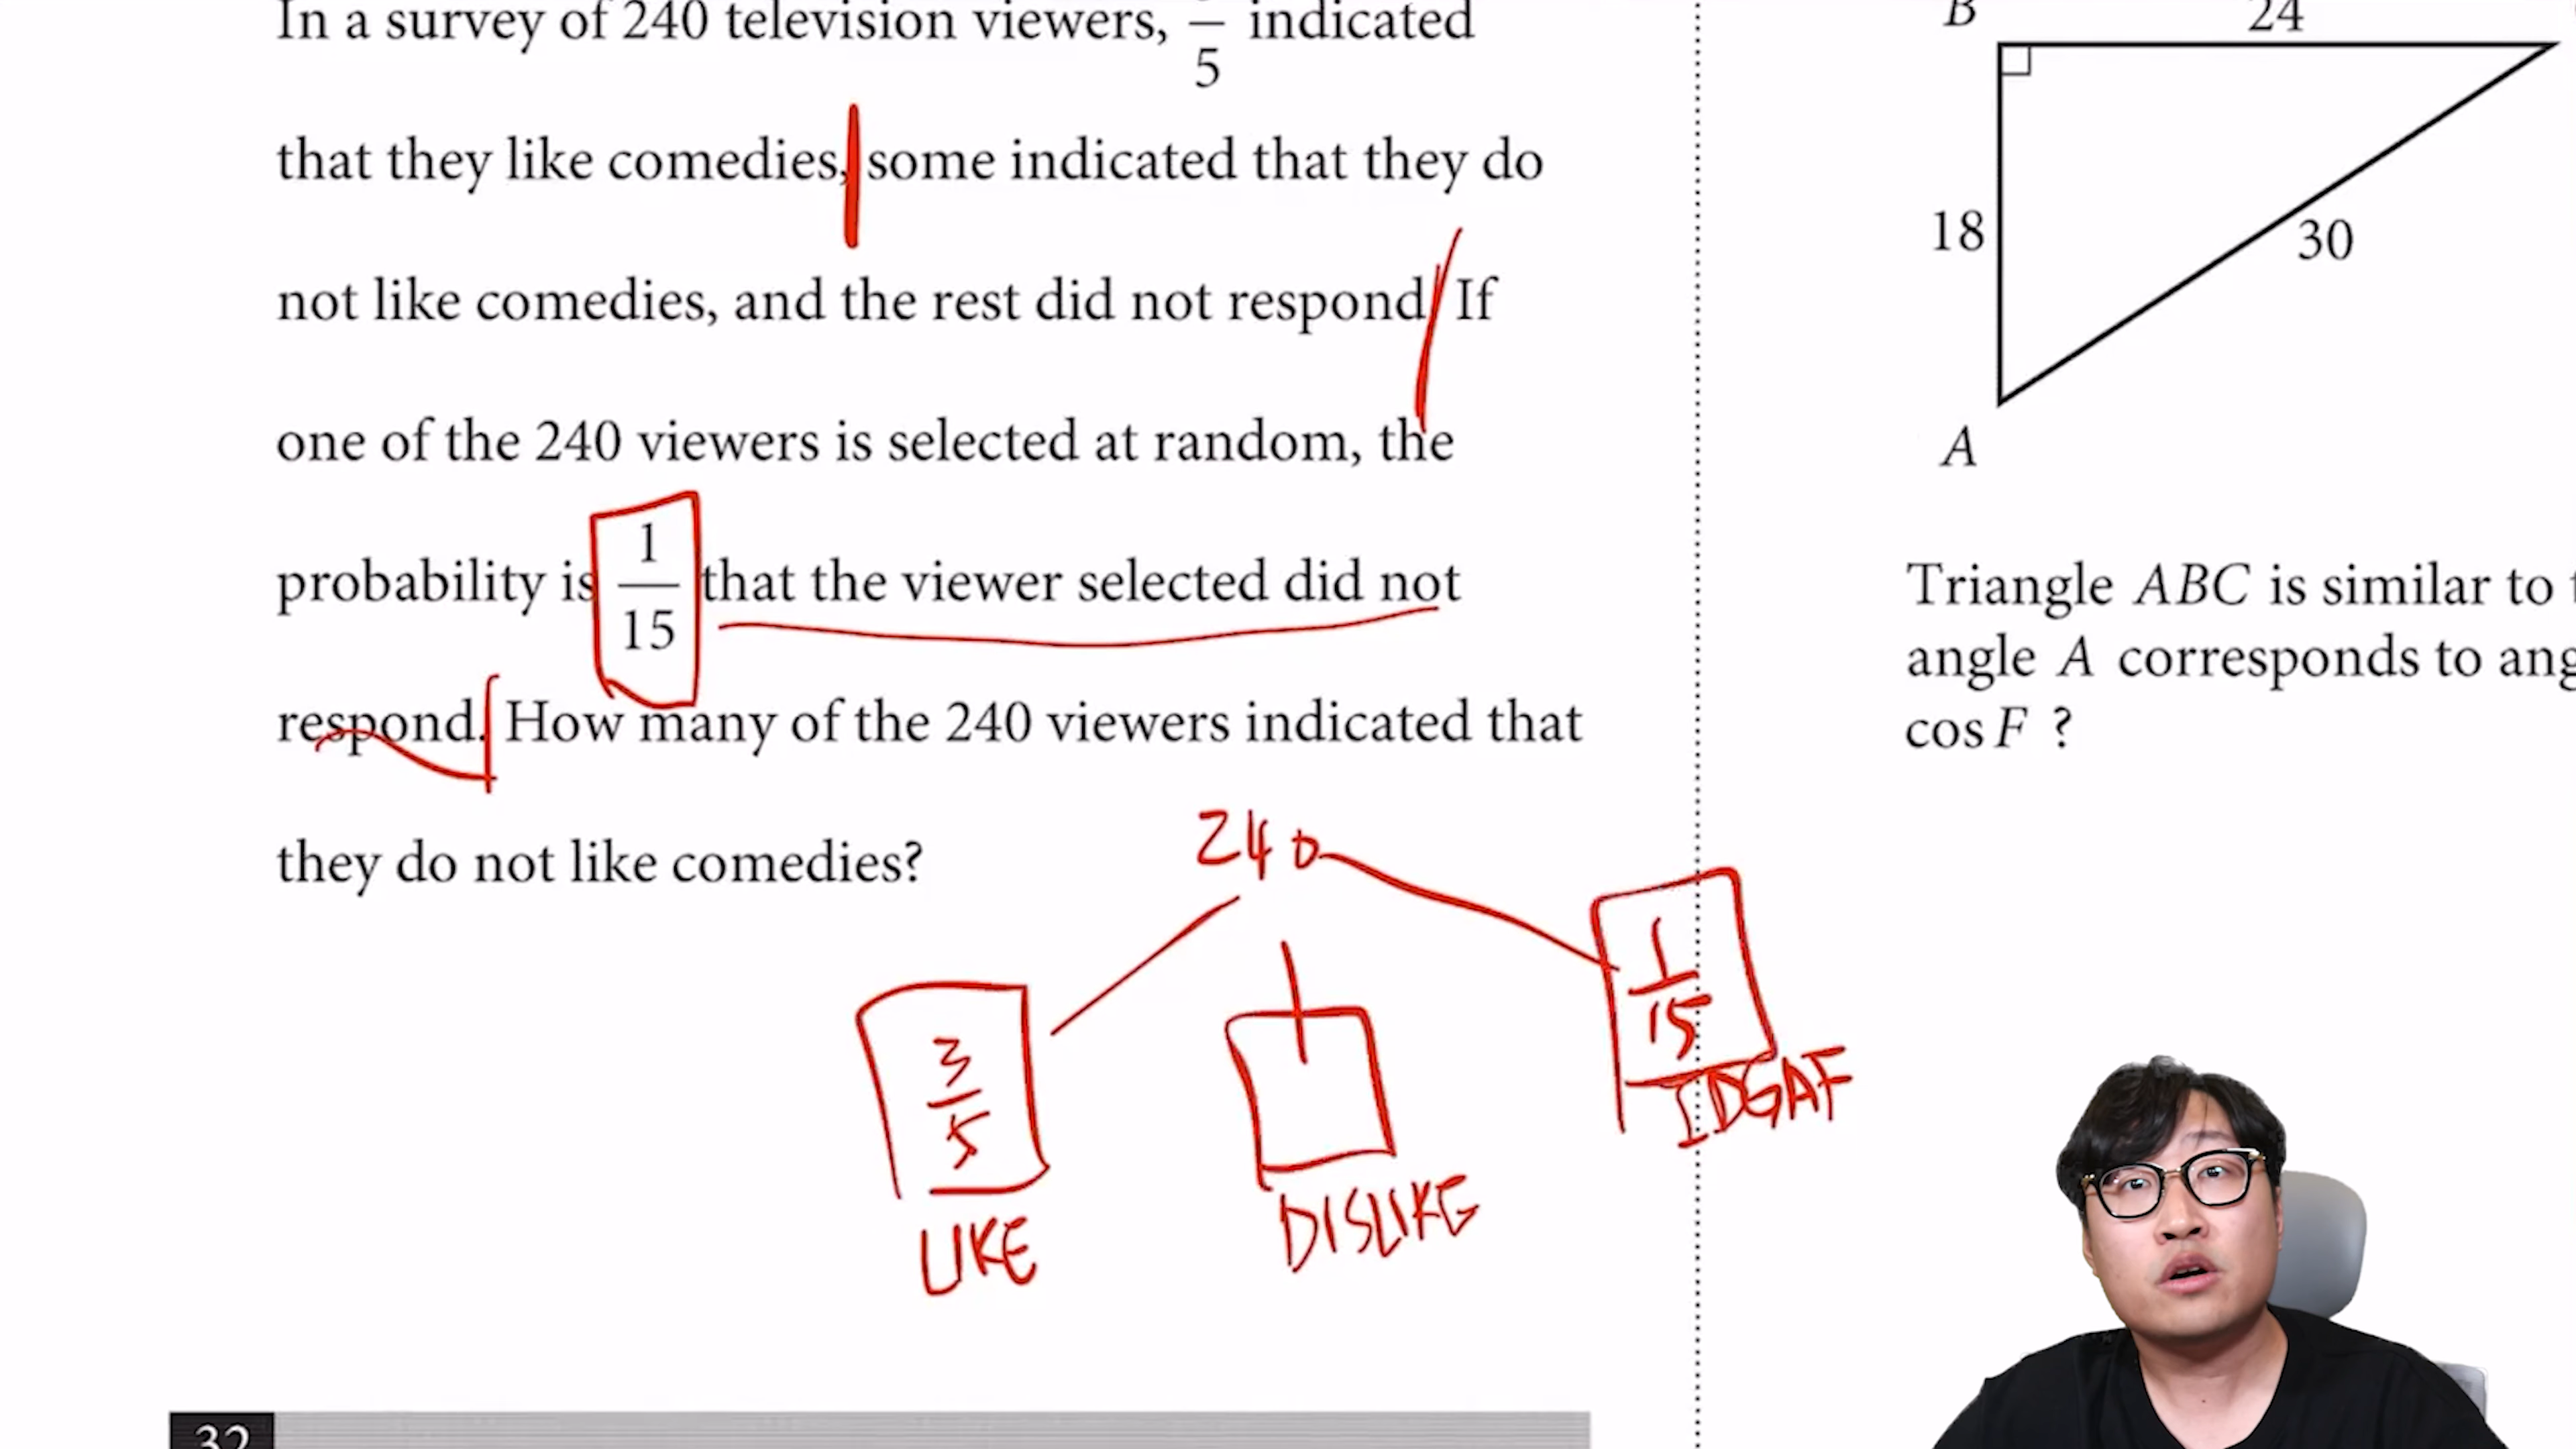 In a survey of 240 television viewers, — indicated
5
that they like comedies, some indicated that they do
not like comedies, and the rest did not respond. If
one of the 240 viewers is selected at random, the
probability is 1/15 that the viewer selected did not
respond. How many of the 240 viewers indicated that
they do not like comedies?
240
3/5
LIKE
DISLIKE
1/15
IDGAF
32
B
24
18
30
A
Triangle ABC is similar to
angle A corresponds to ang
cos F ?